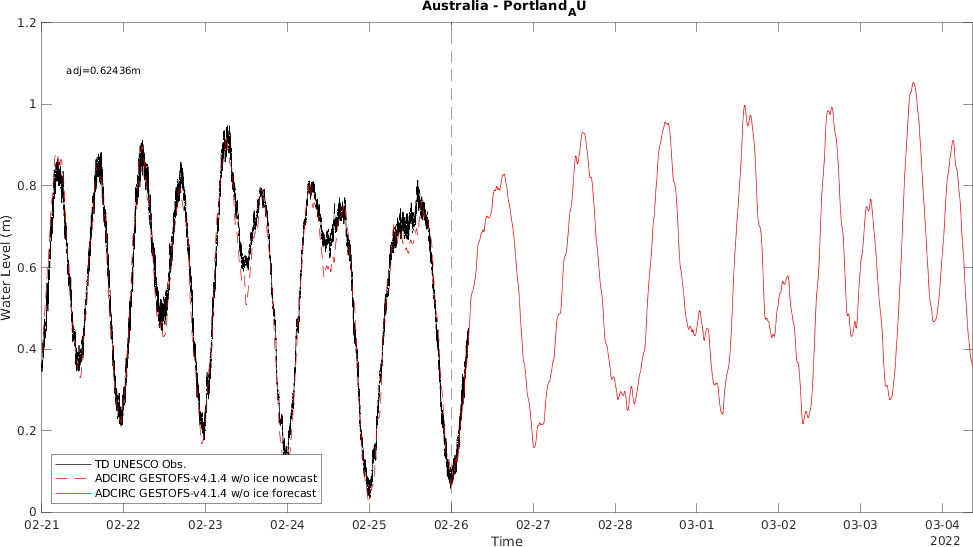 Australia - Portland_AU
1.2
adj=0.62436m
1
0.8
0.6
0.4
0.2
0
Water Level (m)
TD UNESCO Obs.
ADCIRC GESTOFS-v4.1.4 w/o ice nowcast
ADCIRC GESTOFS-v4.1.4 w/o ice forecast
02-21 02-22 02-23 02-24 02-25 02-26 02-27 02-28 03-01 03-02 03-03 03-04
Time
2022